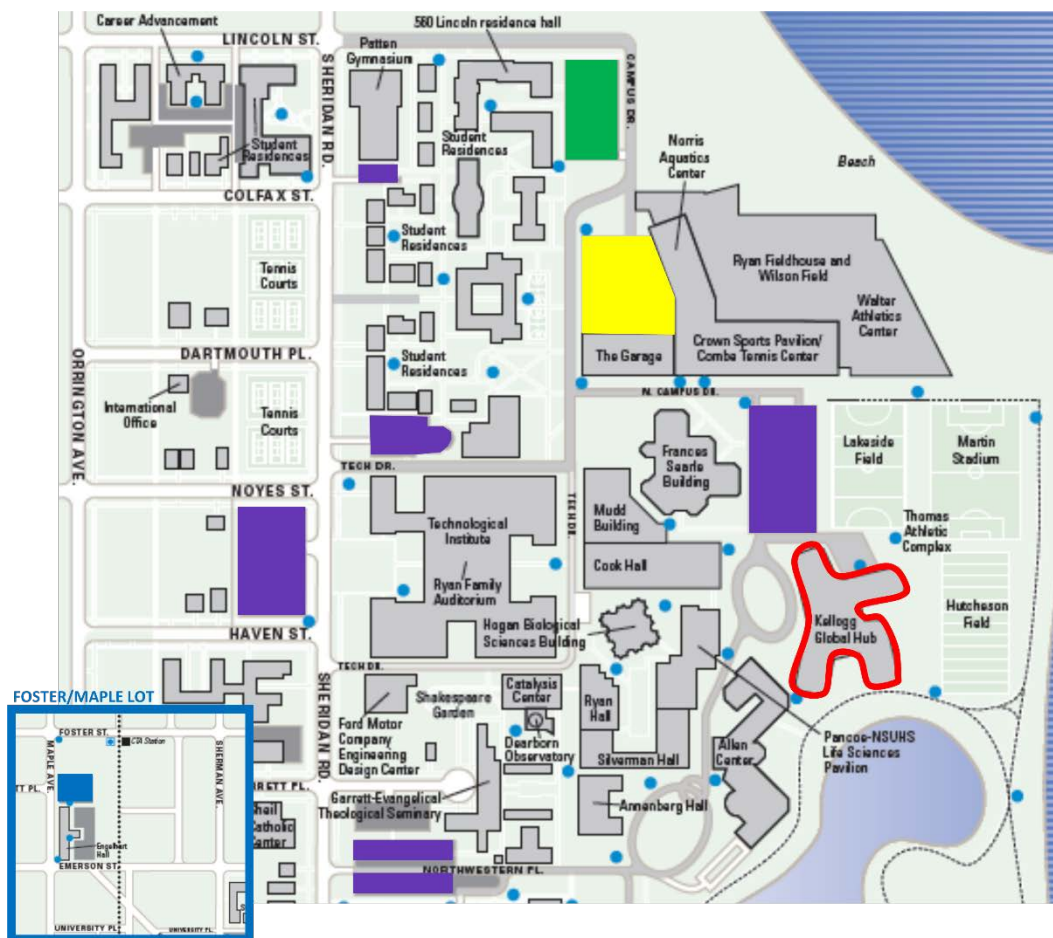 Career Advancement
LINCOLN ST.
560 Lincoln residence hall
Patten
Gymnasium
SHERIDAN RD.
CAMPUS DR.
Student
Residences
Student
Residences
Norris
Aquatics
Center
Beach
COLFAX ST.
Tennis
Courts
Student
Residences
Ryan Fieldhouse and
Wilson Field
Walter
Athletics
Center
ORRINGTON AVE.
DARTMOUTH PL.
Student
Residences
The Garage
Crown Sports Pavilion/
Combe Tennis Center
International
Office
Tennis
Courts
N. CAMPUS DR.
Frances
Searle
Building
Lakeside
Field
Martin
Stadium
TECH DR.
NOYES ST.
Technological
Institute
Ryan Family
Auditorium
TECH DR.
Mudd
Building
Cook Hall
Thomas
Athletic
Complex
Hutcheson
Field
Kellogg
Global Hub
Hogan Biological
Sciences Building
HAVEN ST.
TECH DR.
SHERIDAN RD.
Ford Motor
Company
Engineering
Design Center
Shakespeare
Garden
Catalysis
Center
Dearborn
Observatory
Ryan
Hall
Silverman Hall
Allen
Center
Pancoe-NSUHS
Life Sciences
Pavilion
Garrett-Evangelical
Theological Seminary
Annenberg Hall
NORTHWESTERN PL.
RETT PL.
Sheil
Catholic
Center
FOSTER/MAPLE LOT
FOSTER ST.
CTA Station
MAPLE AVE.
SHERMAN AVE.
TT PL.
Engelhart
Hall
EMERSON ST.
UNIVERSITY PL.
UNIVERSITY PL.
S